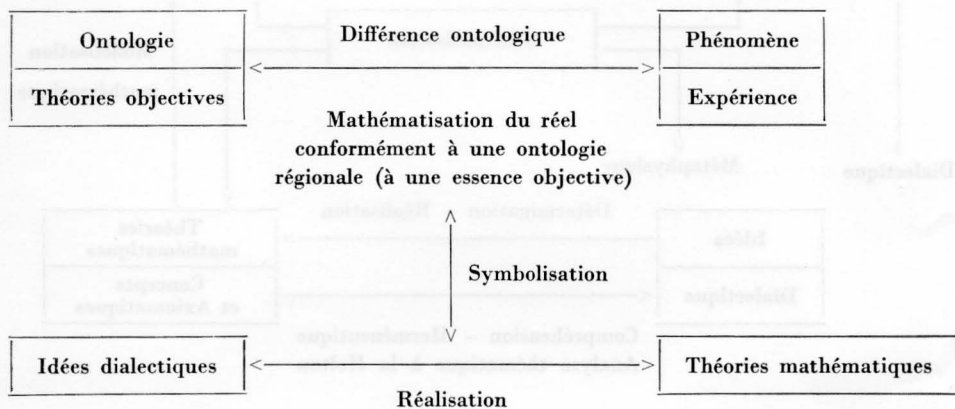 Ontologie
Différence ontologique
Phénomène
Théories objectives
Expérience
Mathématisation du réel
conformément à une ontologie
régionale (à une essence objective)
Symbolisation
Idées dialectiques
Théories mathématiques
Réalisation